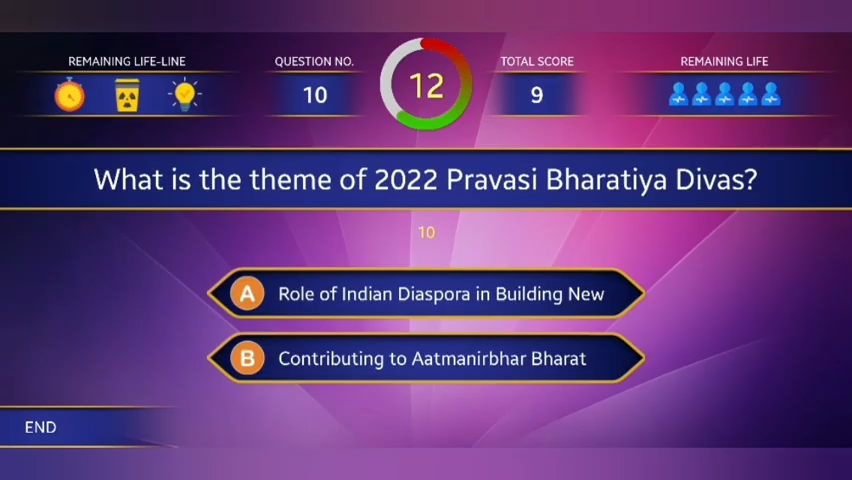 REMAINING LIFE-LINE
QUESTION NO.
10
12
TOTAL SCORE
9
REMAINING LIFE
What is the theme of 2022 Pravasi Bharatiya Divas?
10
A Role of Indian Diaspora in Building New
B Contributing to Aatmanirbhar Bharat
END